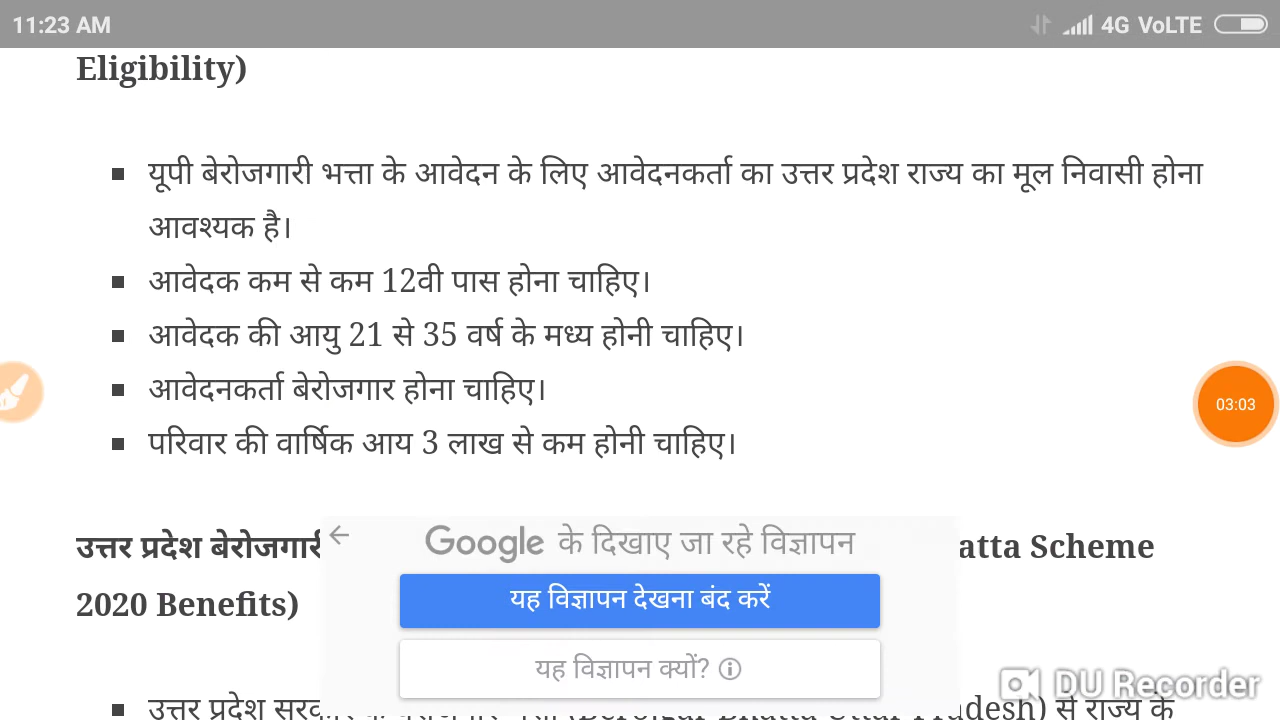 11:23 AM 4G VoLTE
Eligibility)
▪ यूपी बेरोजगारी भत्ता के आवेदन के लिए आवेदनकर्ता का उत्तर प्रदेश राज्य का मूल निवासी होना
आवश्यक है।
▪ आवेदक कम से कम 12वी पास होना चाहिए।
▪ आवेदक की आयु 21 से 35 वर्ष के मध्य होनी चाहिए।
▪ आवेदनकर्ता बेरोजगार होना चाहिए।
03:03
▪ परिवार की वार्षिक आय 3 लाख से कम होनी चाहिए।
Google के दिखाए जा रहे विज्ञापन
उत्तर प्रदेश बेरोजगारी atta Scheme
यह विज्ञापन देखना बंद करें
2020 Benefits)
यह विज्ञापन क्यों?
DU Recorder
▪ उत्तर प्रदेश से राज्य के